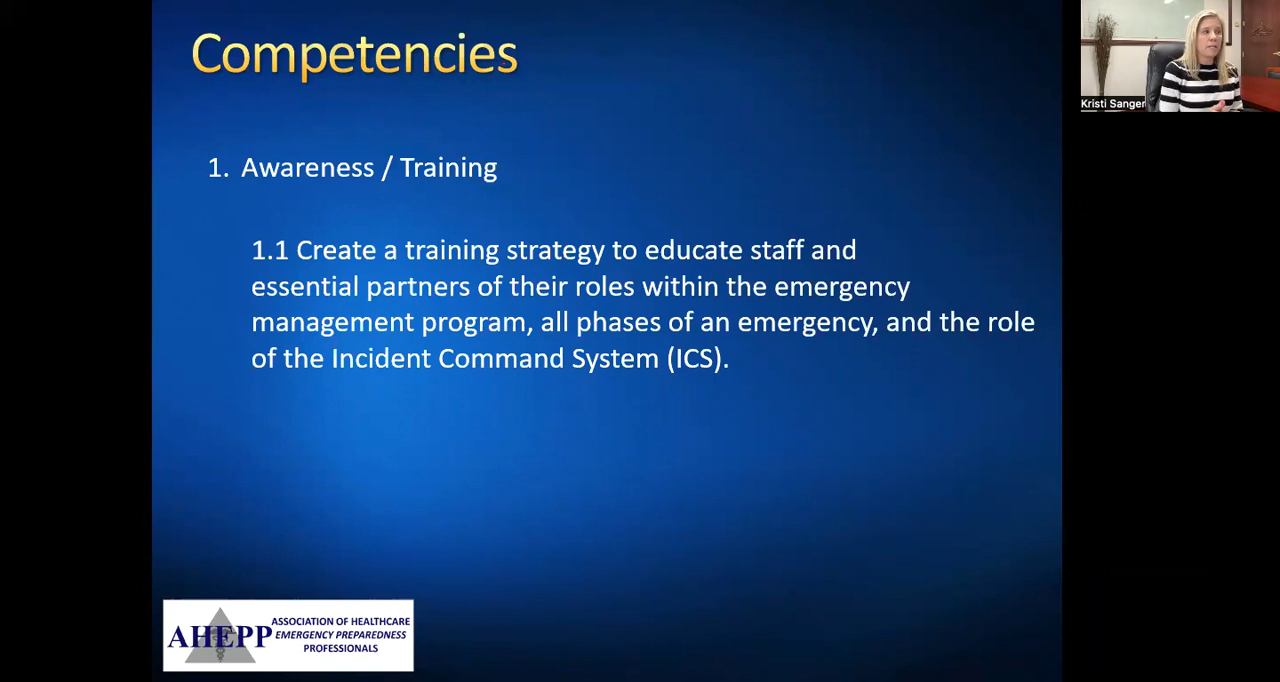 Competencies
1. Awareness / Training
1.1 Create a training strategy to educate staff and
essential partners of their roles within the emergency
management program, all phases of an emergency, and the role
of the Incident Command System (ICS).
AHEPP
ASSOCIATION OF HEALTHCARE
EMERGENCY PREPAREDNESS
PROFESSIONALS
Kristi Sanger